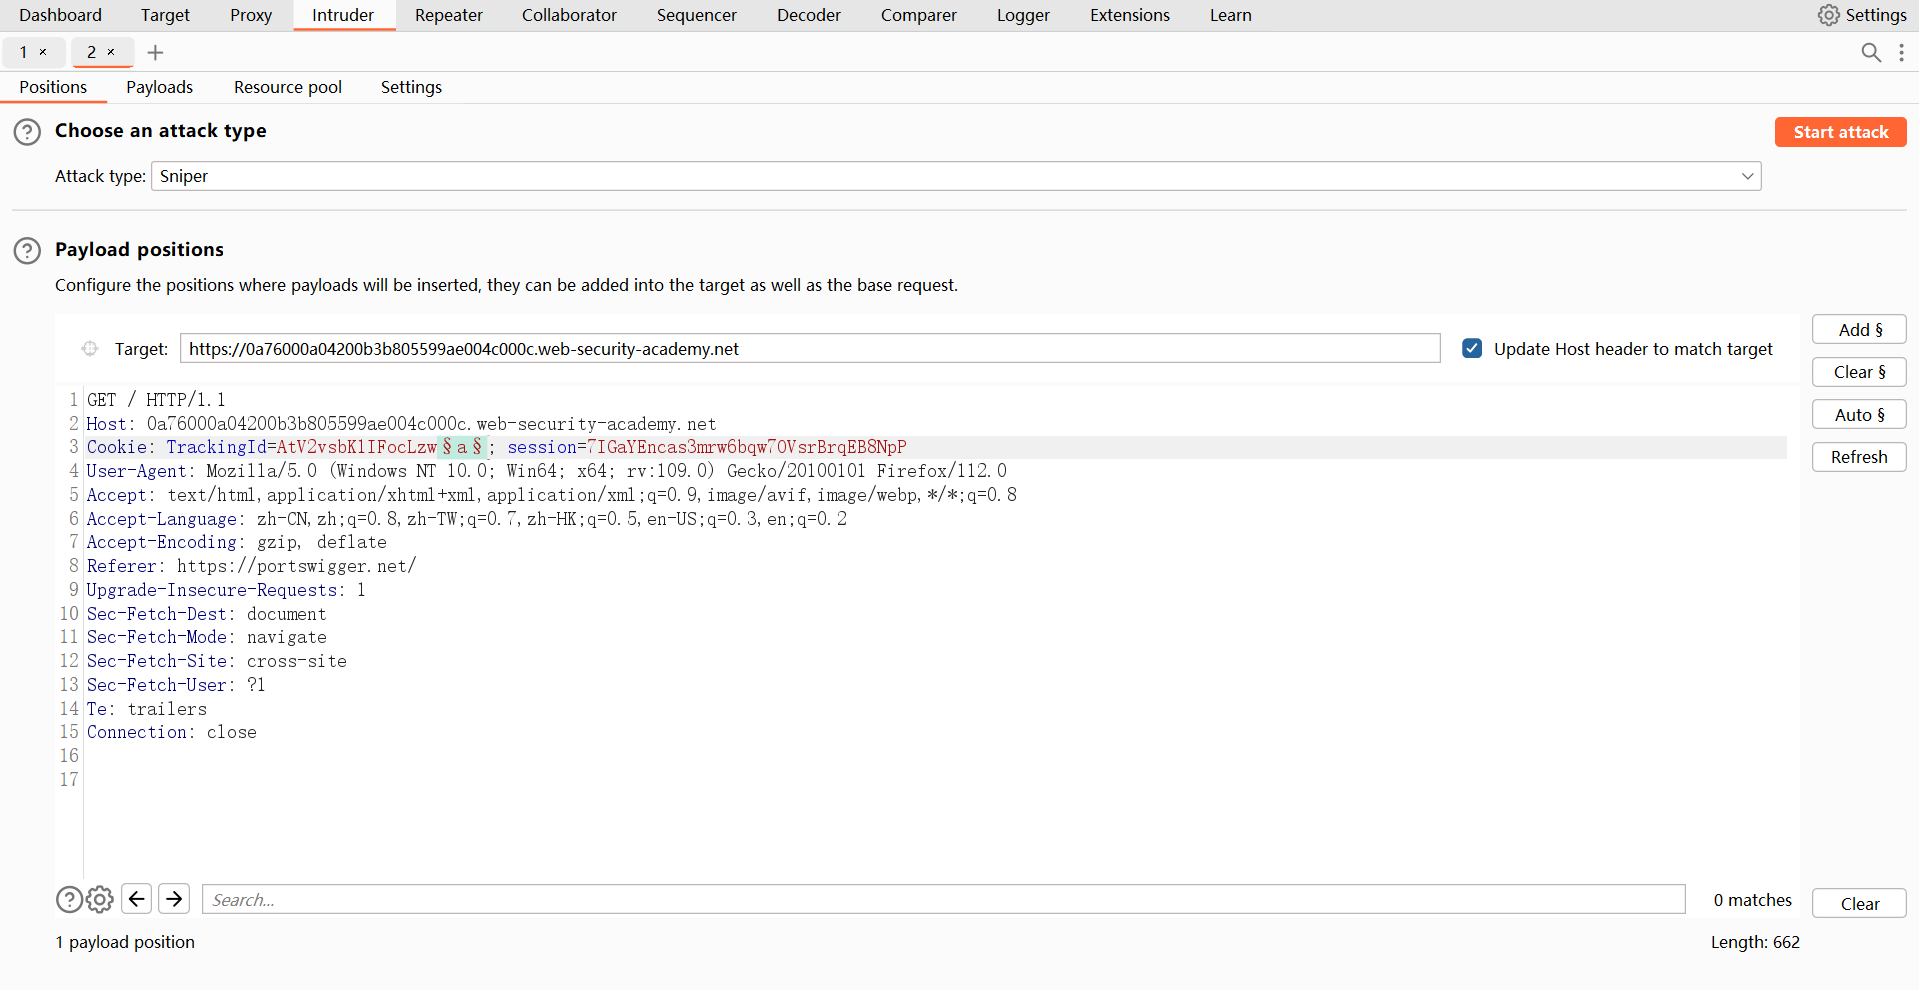 Dashboard Target Proxy Intruder Repeater Collaborator Sequencer Decoder Comparer Logger Extensions Learn Settings
1 × 2 × +
Positions Payloads Resource pool Settings
? Choose an attack type Start attack
Attack type: Sniper
? Payload positions
Configure the positions where payloads will be inserted, they can be added into the target as well as the base request.
Add §
Target: https://0a76000a04200b3b805599ae004c000c.web-security-academy.net Update Host header to match target
Clear §
Auto §
Refresh
1 GET / HTTP/1.1
2 Host: 0a76000a04200b3b805599ae004c000c.web-security-academy.net
3 Cookie: TrackingId=AtV2vsbKlIFocLzw§a§; session=7IGaYEncas3mrw6bqw7OVsrBrqEB8NpP
4 User-Agent: Mozilla/5.0 (Windows NT 10.0; Win64; x64; rv:109.0) Gecko/20100101 Firefox/112.0
5 Accept: text/html,application/xhtml+xml,application/xml;q=0.9,image/avif,image/webp,*/*;q=0.8
6 Accept-Language: zh-CN,zh;q=0.8,zh-TW;q=0.7,zh-HK;q=0.5,en-US;q=0.3,en;q=0.2
7 Accept-Encoding: gzip, deflate
8 Referer: https://portswigger.net/
9 Upgrade-Insecure-Requests: 1
10 Sec-Fetch-Dest: document
11 Sec-Fetch-Mode: navigate
12 Sec-Fetch-Site: cross-site
13 Sec-Fetch-User: ?1
14 Te: trailers
15 Connection: close
16
17
? Search... 0 matches Clear
1 payload position Length: 662